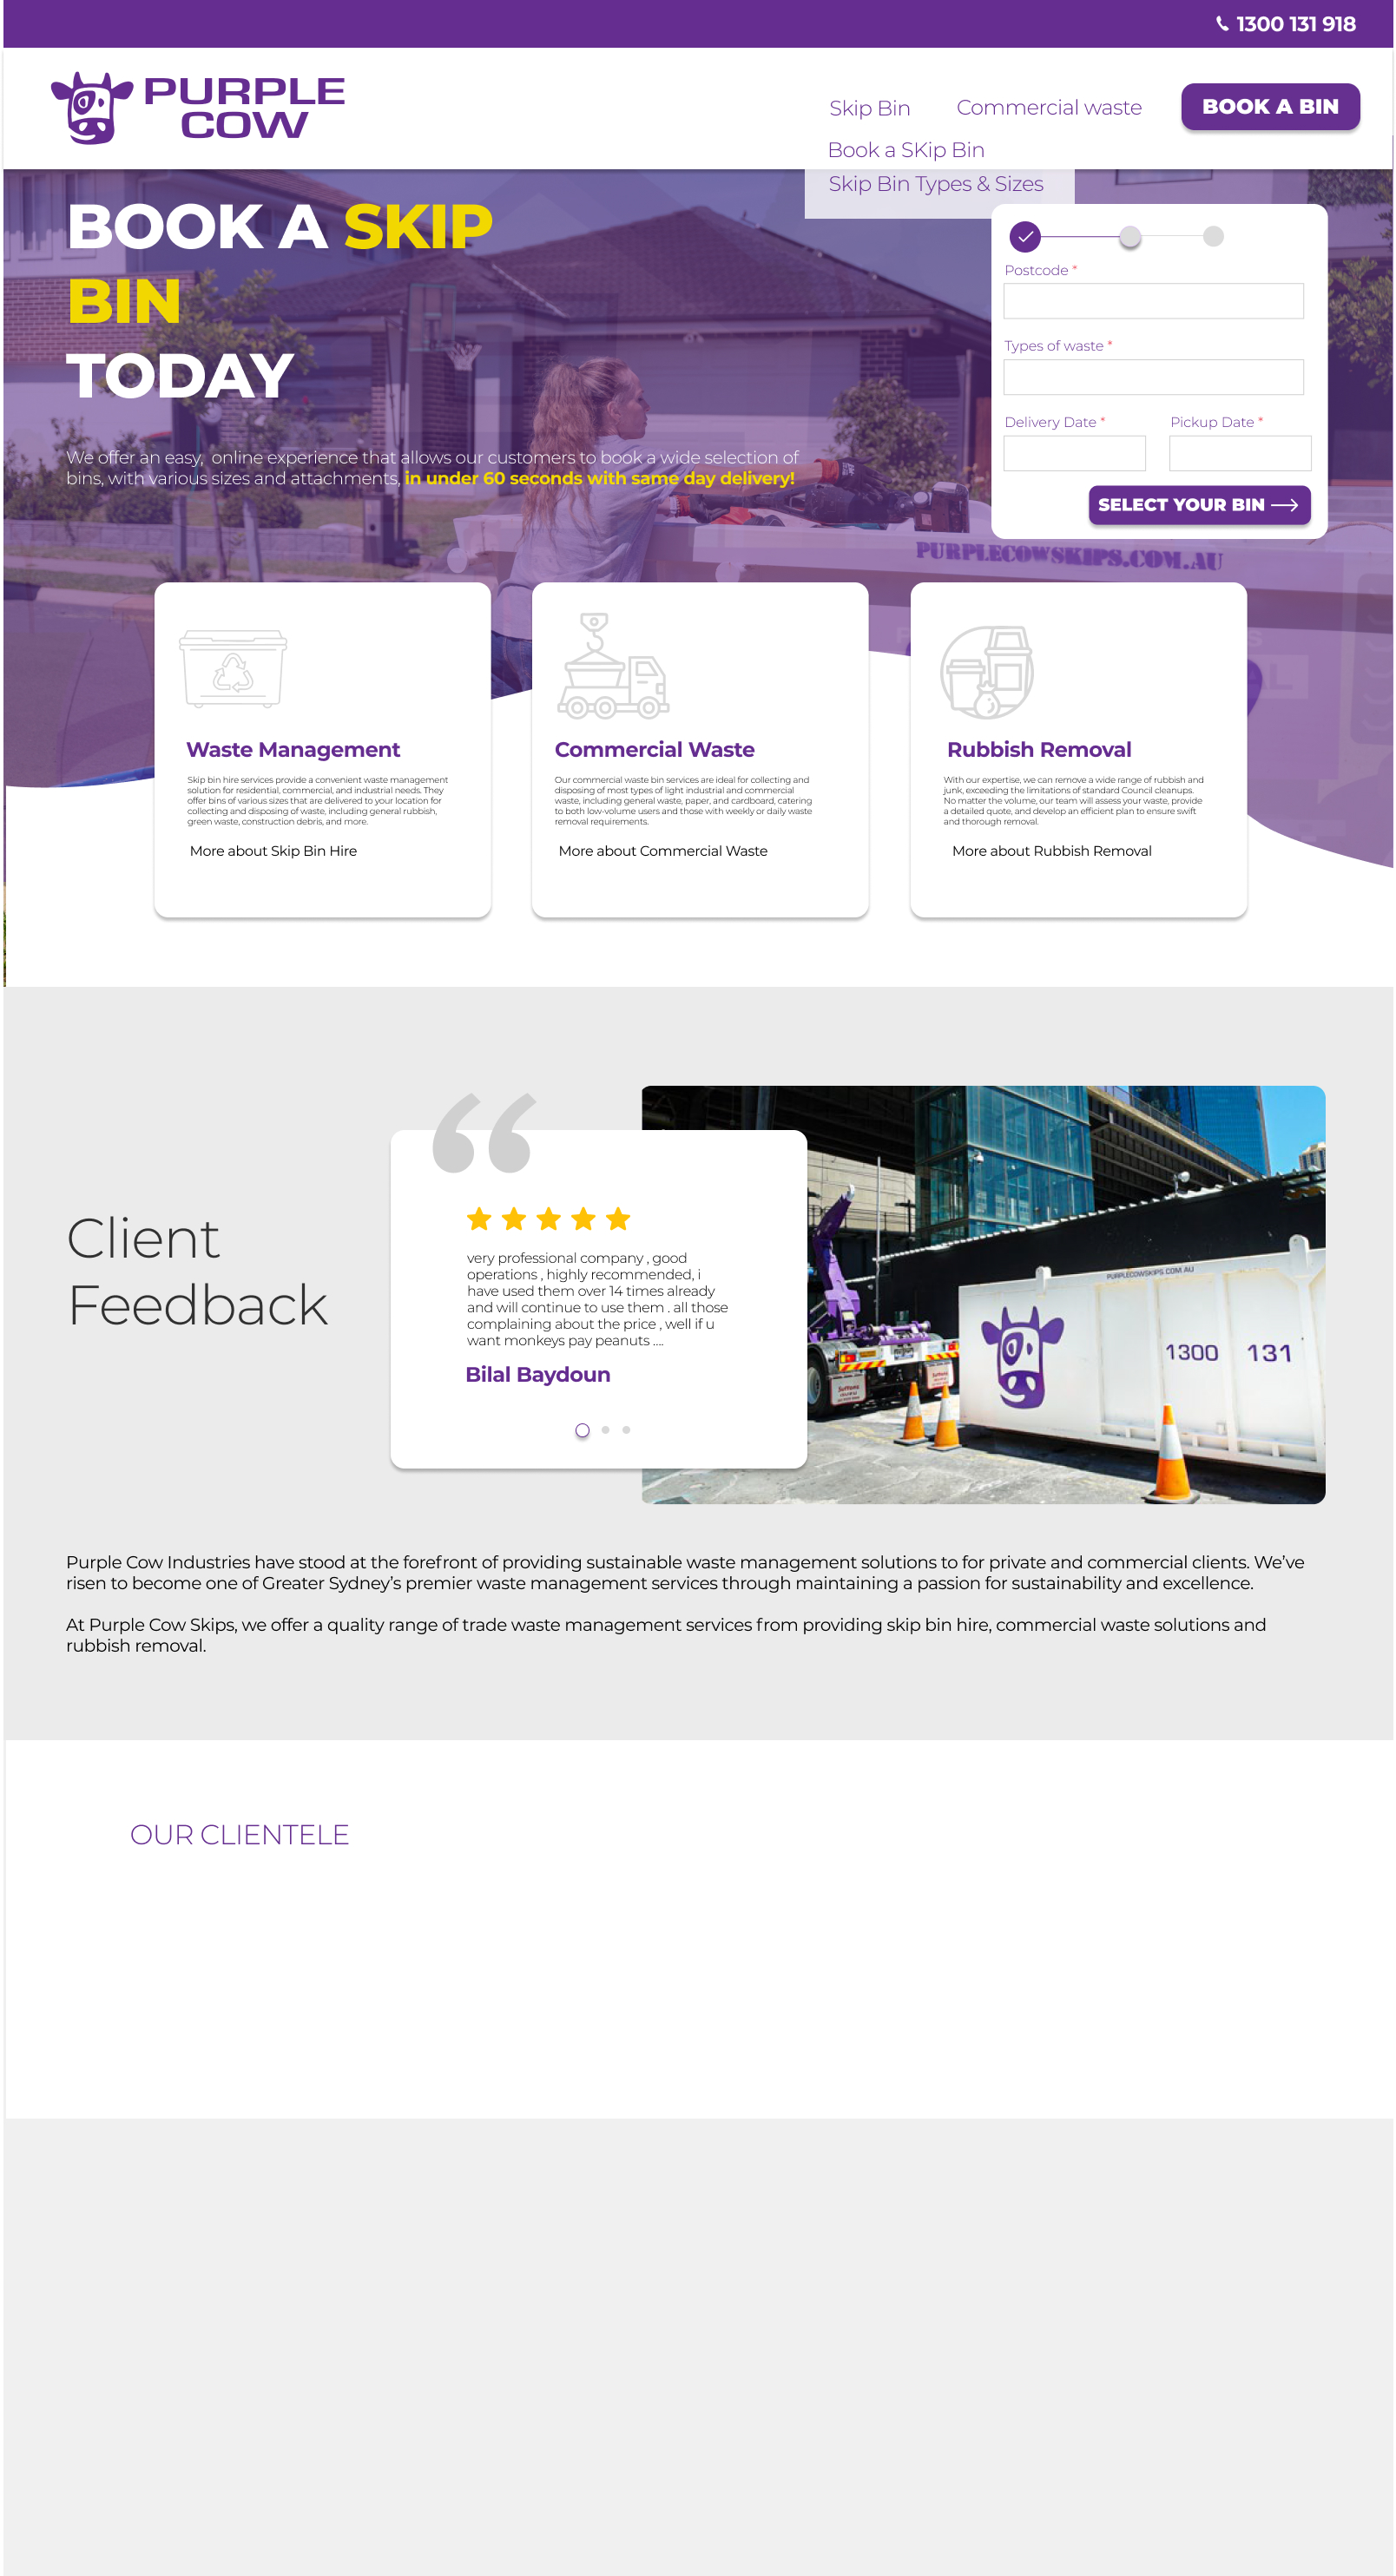 1300 131 918
PURPLE
COW
Skip Bin
Commercial waste
BOOK A BIN
Book a SKip Bin
Skip Bin Types & Sizes
BOOK A SKIP
BIN
TODAY
We offer an easy,  online experience that allows our customers to book a wide selection of
bins, with various sizes and attachments, in under 60 seconds with same day delivery!
Postcode *
Types of waste *
Delivery Date *
Pickup Date *
SELECT YOUR BIN
PURPLECOWSKIPS.COM.AU
Waste Management
Skip bin hire services provide a convenient waste management
solution for residential, commercial, and industrial needs. They
offer bins of various sizes that are delivered to your location for
collecting and disposing of waste, including general rubbish,
green waste, construction debris, and more.
More about Skip Bin Hire
Commercial Waste
Our commercial waste bin services are ideal for collecting and
disposing of most types of light industrial and commercial
waste, including general waste, paper, and cardboard, catering
to both low-volume users and those with weekly or daily waste
removal requirements.
More about Commercial Waste
Rubbish Removal
With our expertise, we can remove a wide range of rubbish and
junk, exceeding the limitations of standard Council cleanups.
No matter the volume, our team will assess your waste, provide
a detailed quote, and develop an efficient plan to ensure swift
and thorough removal.
More about Rubbish Removal
Client
Feedback
very professional company , good
operations , highly recommended, i
have used them over 14 times already
and will continue to use them . all those
complaining about the price , well if u
want monkeys pay peanuts ....
Bilal Baydoun
PURPLECOWSKIPS.COM.AU
1300 131
Suttons
Suttons
Purple Cow Industries have stood at the forefront of providing sustainable waste management solutions to for private and commercial clients. We’ve
risen to become one of Greater Sydney’s premier waste management services through maintaining a passion for sustainability and excellence.
At Purple Cow Skips, we offer a quality range of trade waste management services from providing skip bin hire, commercial waste solutions and
rubbish removal.
OUR CLIENTELE